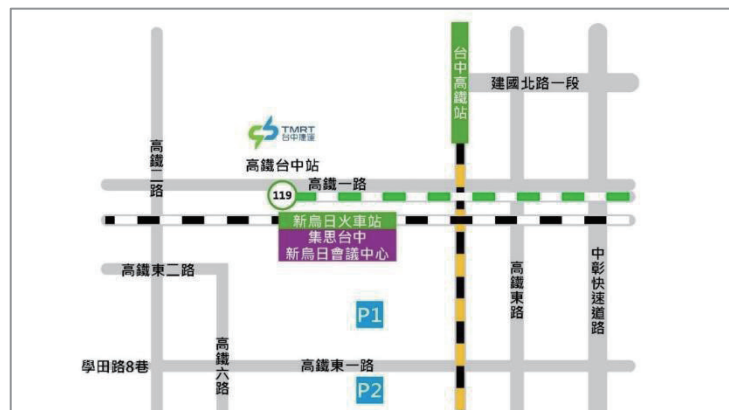 台中高鐵站
建國北路一段
TMRT
台中捷運
高鐵二路
高鐵台中站
119
高鐵一路
新烏日火車站
集思台中
新烏日會議中心
高鐵東二路
高鐵東路
中彰快速道路
P1
高鐵六路
學田路8巷
高鐵東一路
P2